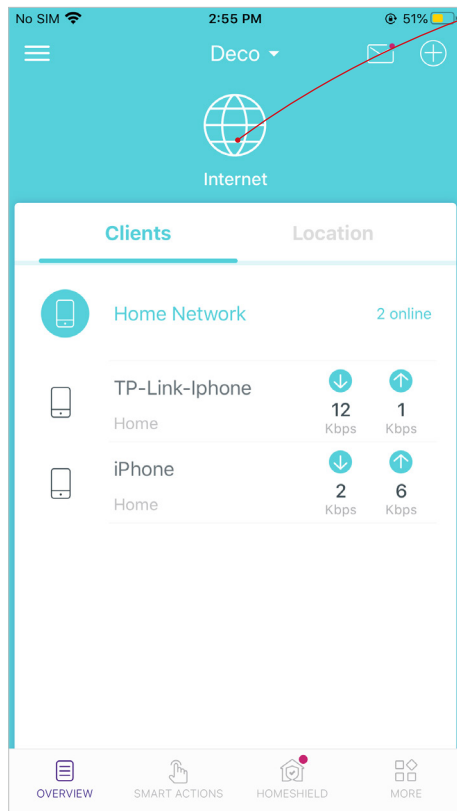 No SIM 2:55 PM 51%
Deco
Internet
Clients Location
Home Network 2 online
TP-Link-Iphone 12 1
Home Kbps Kbps
iPhone 2 6
Home Kbps Kbps
OVERVIEW SMART ACTIONS HOMESHIELD MORE